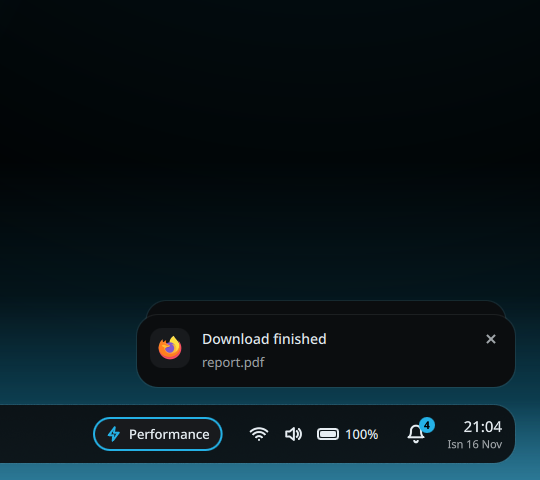 Download finished
report.pdf
Performance
100%
4
21:04
Isn 16 Nov